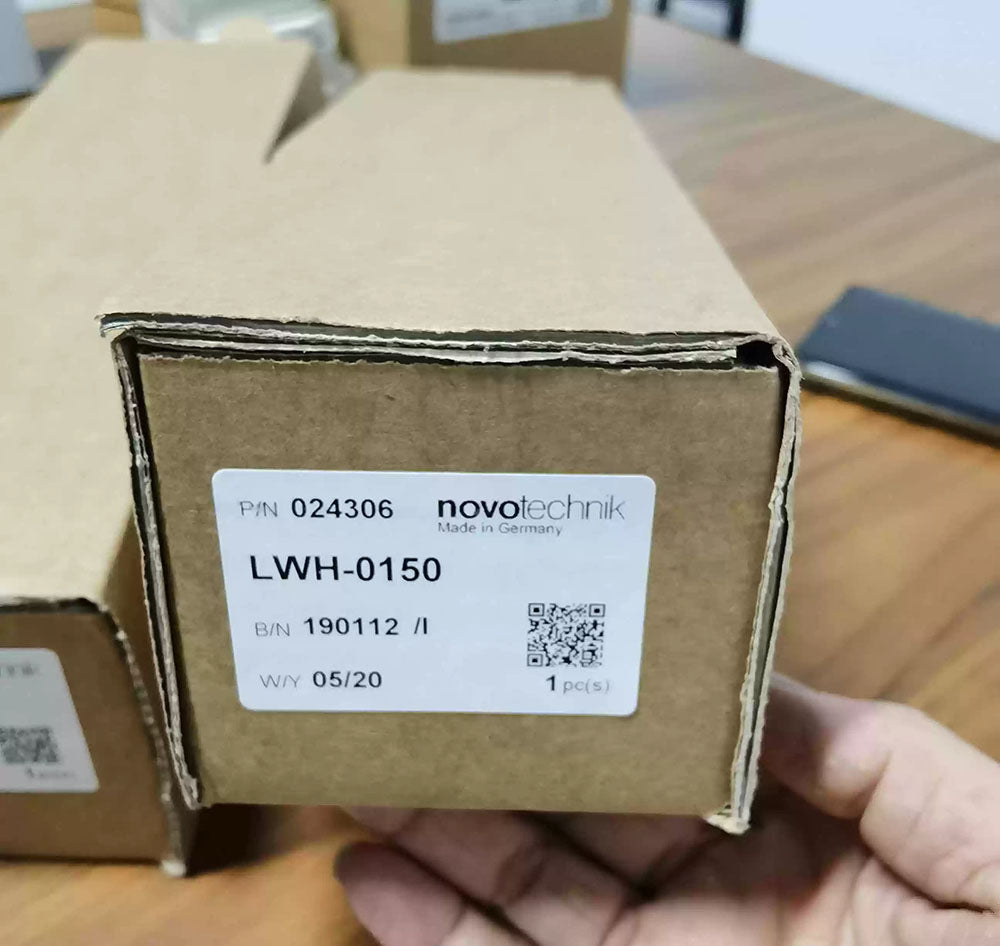 P/N 024306 novotechnik
Made in Germany
LWH-0150
B/N 190112 /I
W/Y 05/20
1 pc(s)